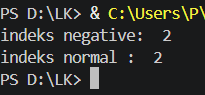 PS D:\LK> & C:\Users\P\
indeks negative:  2
indeks normal :  2
PS D:\LK>